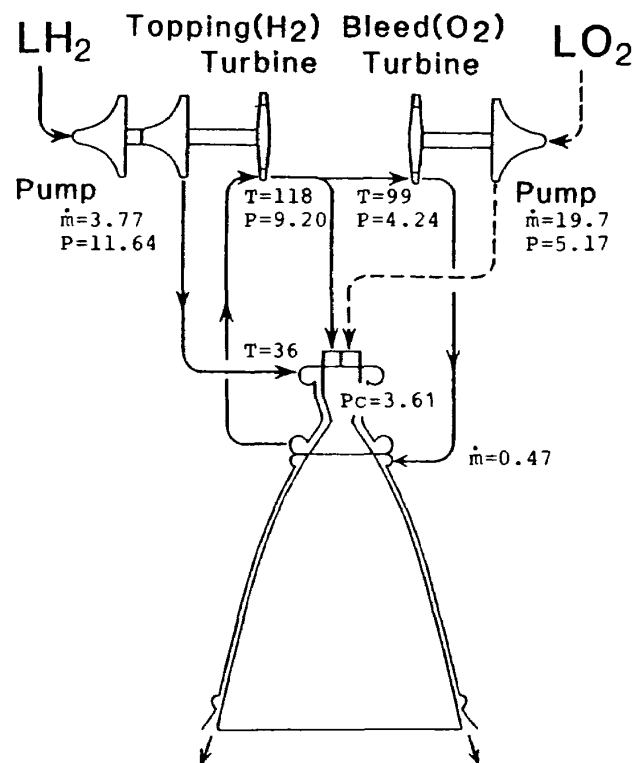 Topping(H2) Bleed(O2)
LH2
Turbine
Turbine
LO2
Pump
ṁ=3.77
P=11.64
T=118
P=9.20
T=99
P=4.24
Pump
ṁ=19.7
P=5.17
T=36
Pc=3.61
ṁ=0.47